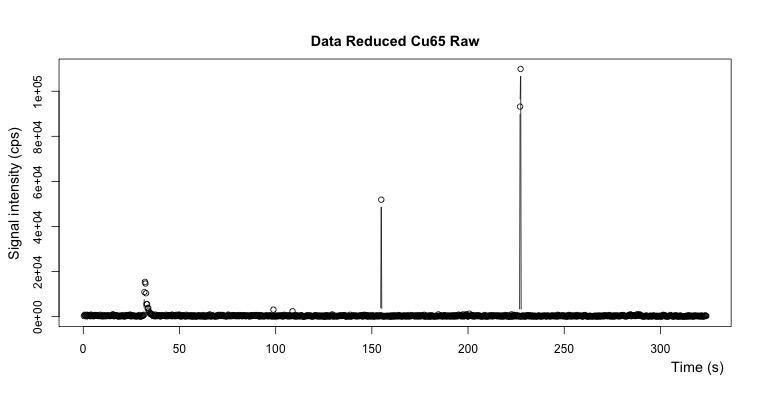 Data Reduced Cu65 Raw
Signal intensity (cps)
1e+05
8e+04
6e+04
4e+04
2e+04
0e+00
0 50 100 150 200 250 300
Time (s)